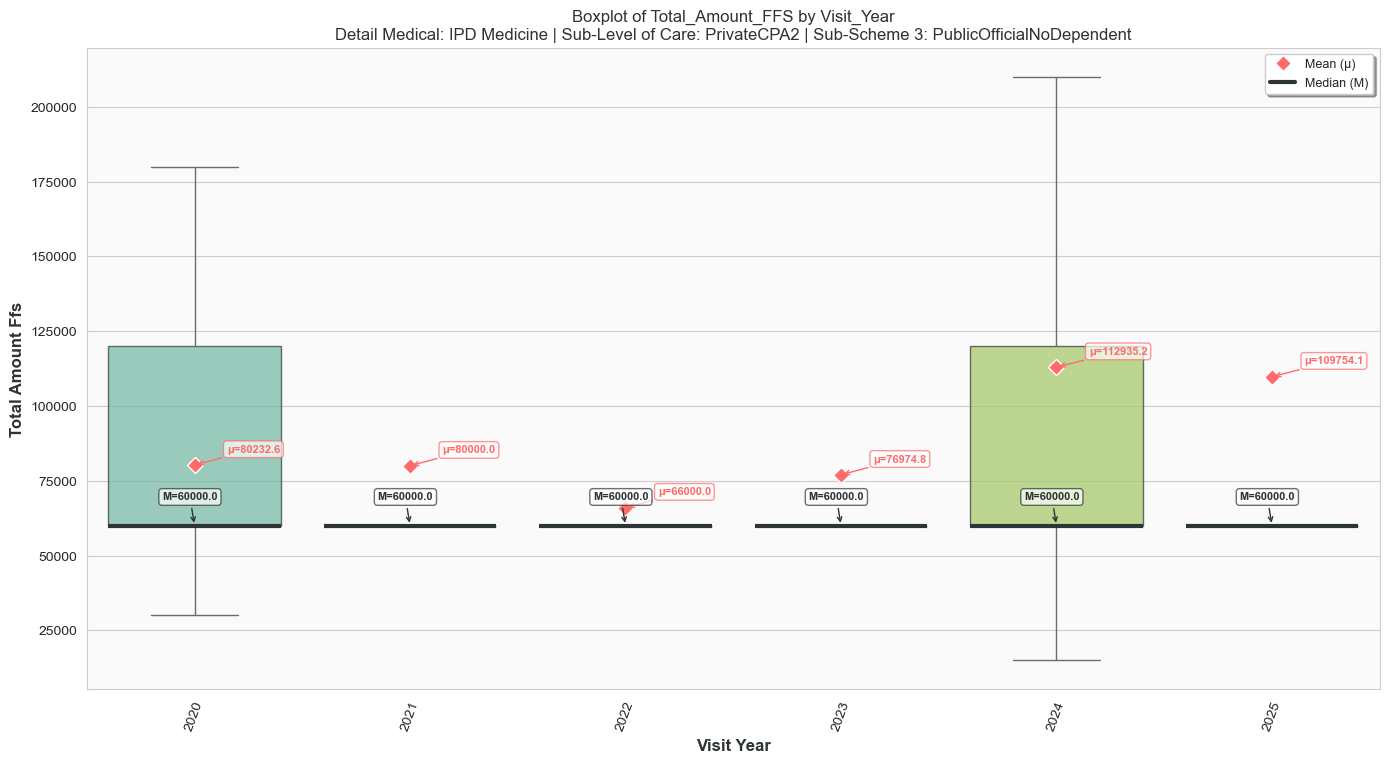 Boxplot of Total_Amount_FFS by Visit_Year
Detail Medical: IPD Medicine | Sub-Level of Care: PrivateCPA2 | Sub-Scheme 3: PublicOfficialNoDependent
Mean (μ)
Median (M)
Total Amount Ffs
200000
175000
150000
125000
100000
75000
50000
25000
μ=80232.6
M=60000.0
μ=80000.0
M=60000.0
μ=66000.0
M=60000.0
μ=76974.8
M=60000.0
μ=112935.2
M=60000.0
μ=109754.1
M=60000.0
2020
2021
2022
2023
2024
2025
Visit Year